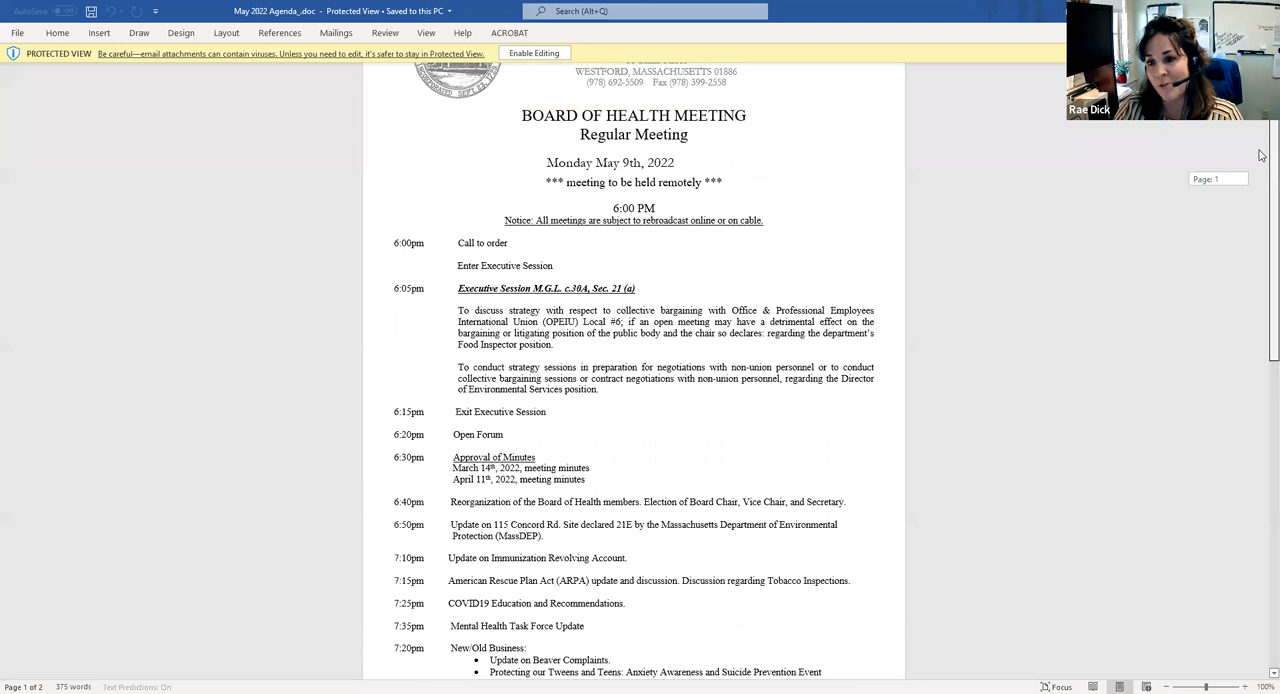 AutoSave
May 2022 Agenda_.doc - Protected View • Saved to this PC
Search (Alt+Q)
File Home Insert Draw Design Layout References Mailings Review View Help ACROBAT
PROTECTED VIEW Be careful—email attachments can contain viruses. Unless you need to edit, it's safer to stay in Protected View. Enable Editing
Rae Dick
Page: 1
INCORPORATED SEPT. 1729
WESTFORD, MASSACHUSETTS 01886
(978) 692-5509 Fax (978) 399-2558
BOARD OF HEALTH MEETING
Regular Meeting
Monday May 9th, 2022
*** meeting to be held remotely ***
6:00 PM
Notice: All meetings are subject to rebroadcast online or on cable.
6:00pm Call to order
Enter Executive Session
6:05pm Executive Session M.G.L. c.30A, Sec. 21 (a)
To discuss strategy with respect to collective bargaining with Office & Professional Employees
International Union (OPEIU) Local #6; if an open meeting may have a detrimental effect on the
bargaining or litigating position of the public body and the chair so declares: regarding the department's
Food Inspector position.
To conduct strategy sessions in preparation for negotiations with non-union personnel or to conduct
collective bargaining sessions or contract negotiations with non-union personnel, regarding the Director
of Environmental Services position.
6:15pm Exit Executive Session
6:20pm Open Forum
6:30pm Approval of Minutes
March 14th, 2022, meeting minutes
April 11th, 2022, meeting minutes
6:40pm Reorganization of the Board of Health members. Election of Board Chair, Vice Chair, and Secretary.
6:50pm Update on 115 Concord Rd. Site declared 21E by the Massachusetts Department of Environmental
Protection (MassDEP).
7:10pm Update on Immunization Revolving Account.
7:15pm American Rescue Plan Act (ARPA) update and discussion. Discussion regarding Tobacco Inspections.
7:25pm COVID19 Education and Recommendations.
7:35pm Mental Health Task Force Update
7:20pm New/Old Business:
• Update on Beaver Complaints.
• Protecting our Tweens and Teens: Anxiety Awareness and Suicide Prevention Event
Page 1 of 2 375 words Text Predictions: On Focus 100%